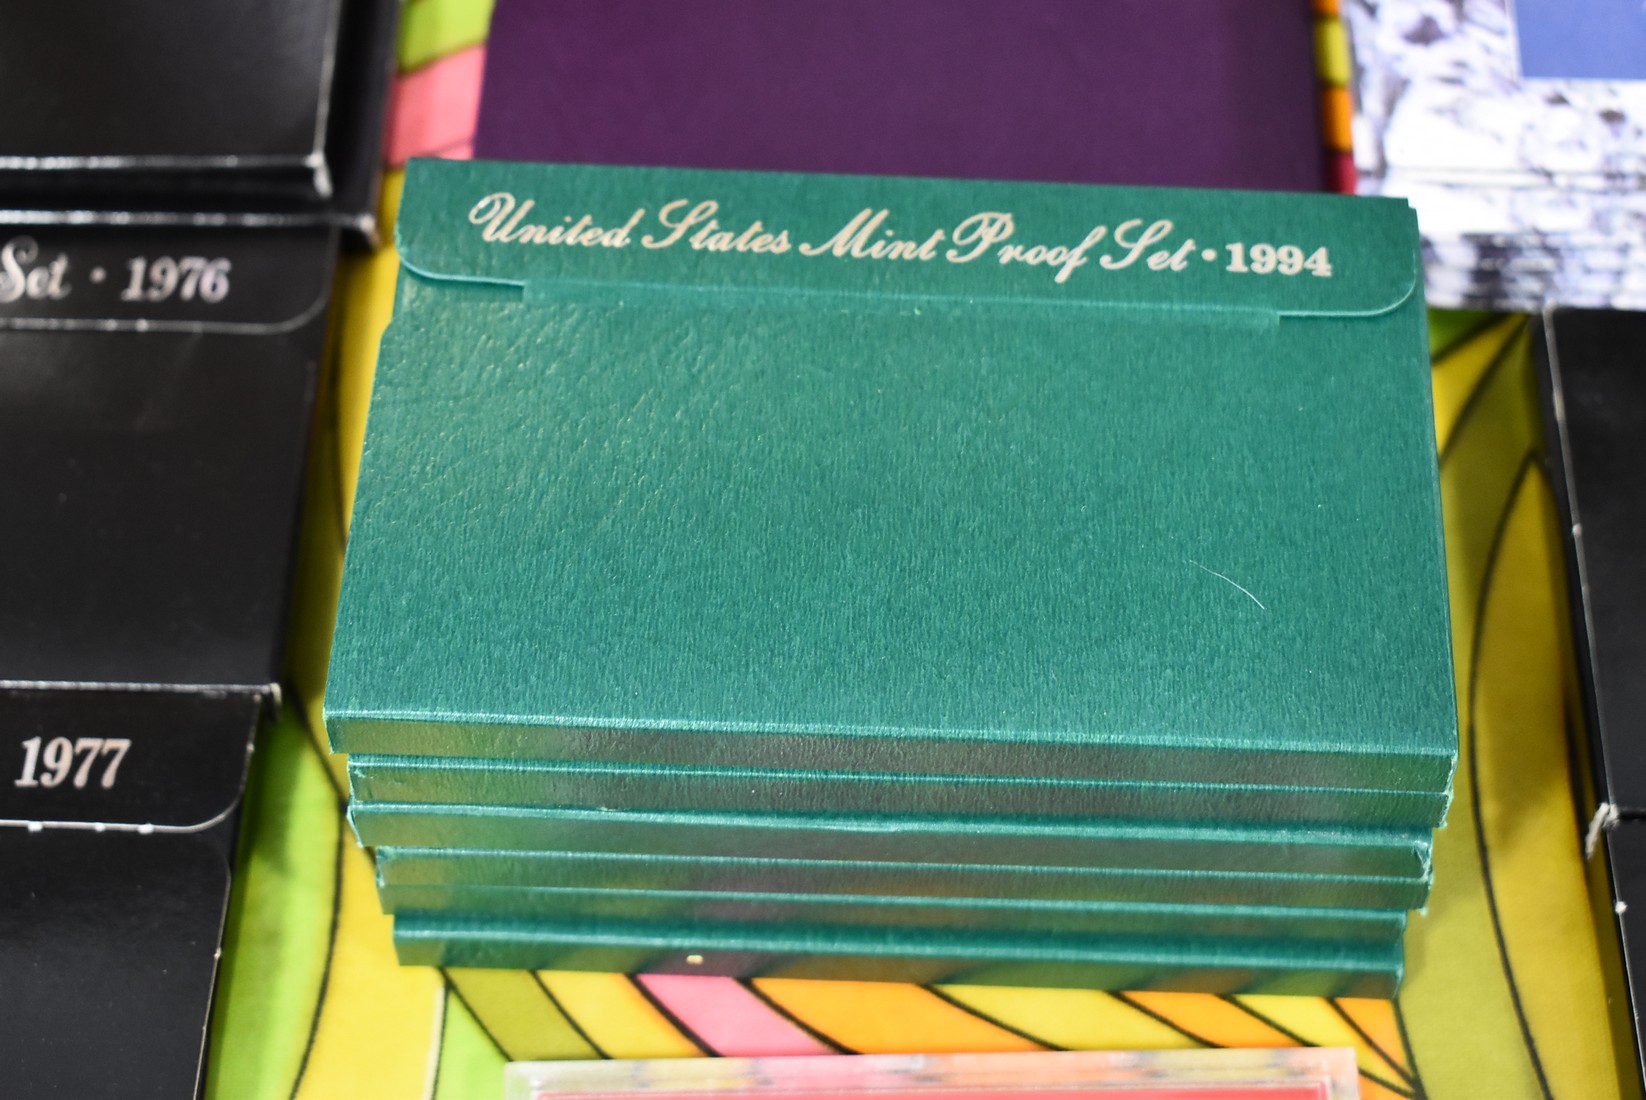 United States Mint Proof Set • 1994
Set • 1976
1977